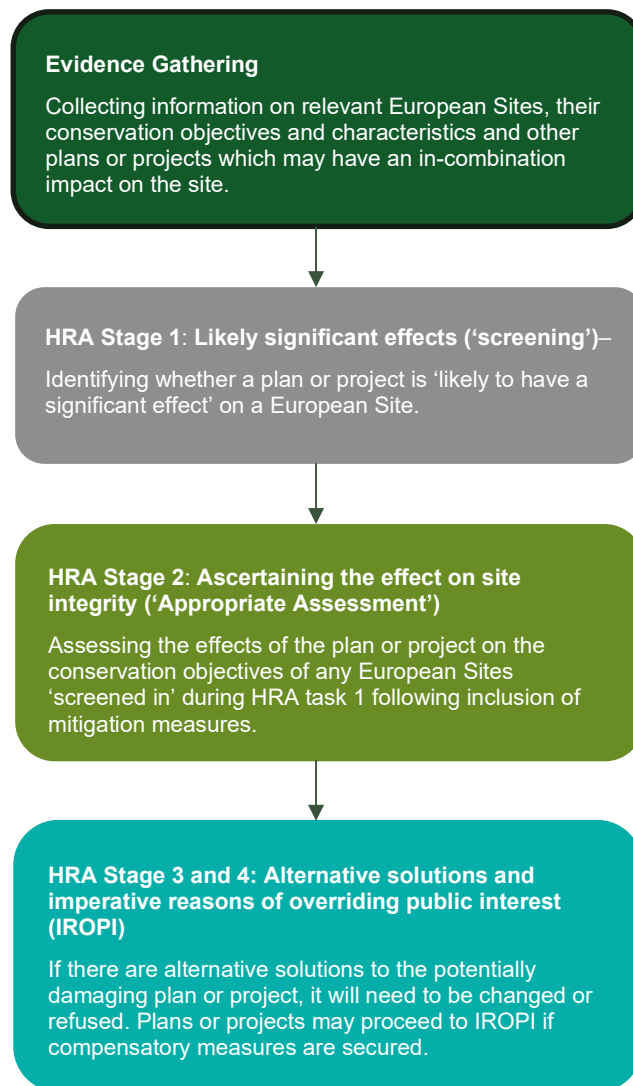 Evidence Gathering
Collecting information on relevant European Sites, their
conservation objectives and characteristics and other
plans or projects which may have an in-combination
impact on the site.
HRA Stage 1: Likely significant effects (‘screening’)–
Identifying whether a plan or project is ‘likely to have a
significant effect’ on a European Site.
HRA Stage 2: Ascertaining the effect on site
integrity (‘Appropriate Assessment’)
Assessing the effects of the plan or project on the
conservation objectives of any European Sites
‘screened in’ during HRA task 1 following inclusion of
mitigation measures.
HRA Stage 3 and 4: Alternative solutions and
imperative reasons of overriding public interest
(IROPI)
If there are alternative solutions to the potentially
damaging plan or project, it will need to be changed or
refused. Plans or projects may proceed to IROPI if
compensatory measures are secured.